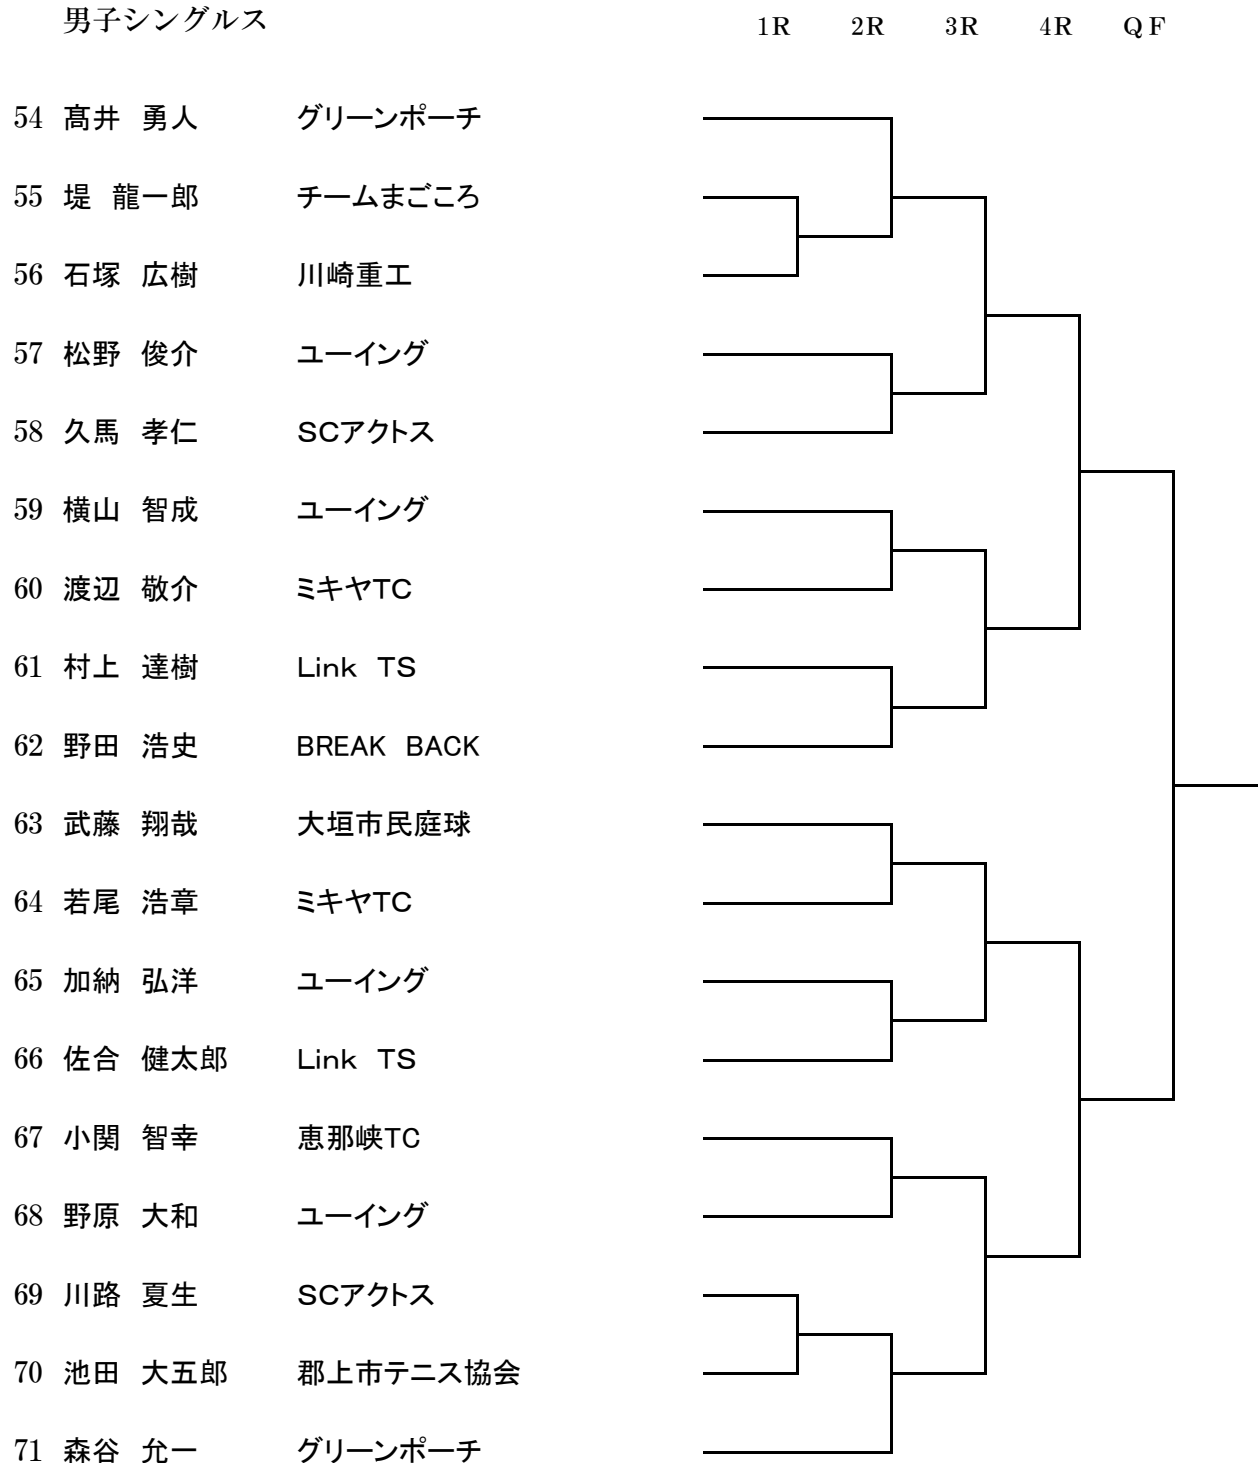 男子シングルス 1R 2R 3R 4R QF
54 髙井 勇人 グリーンポーチ
55 堤 龍一郎 チームまごころ
56 石塚 広樹 川崎重工
57 松野 俊介 ユーイング
58 久馬 孝仁 SCアクトス
59 横山 智成 ユーイング
60 渡辺 敬介 ミキヤTC
61 村上 達樹 Link TS
62 野田 浩史 BREAK BACK
63 武藤 翔哉 大垣市民庭球
64 若尾 浩章 ミキヤTC
65 加納 弘洋 ユーイング
66 佐合 健太郎 Link TS
67 小関 智幸 恵那峡TC
68 野原 大和 ユーイング
69 川路 夏生 SCアクトス
70 池田 大五郎 郡上市テニス協会
71 森谷 允一 グリーンポーチ